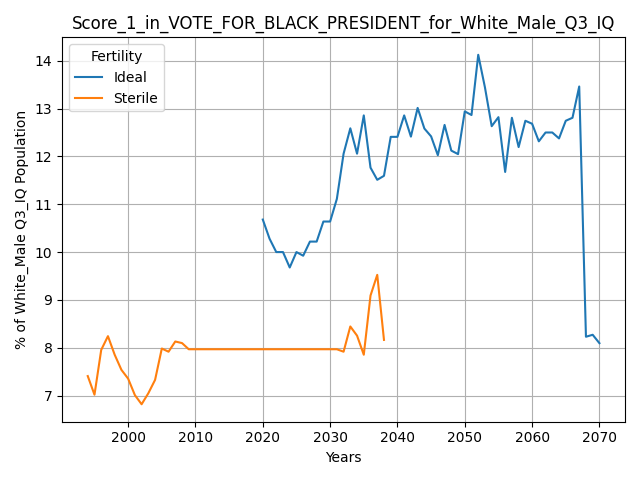 Score_1_in_VOTE_FOR_BLACK_PRESIDENT_for_White_Male_Q3_IQ
Fertility
Ideal
Sterile
% of White_Male Q3_IQ Population
14
13
12
11
10
9
8
7
2000 2010 2020 2030 2040 2050 2060 2070
Years